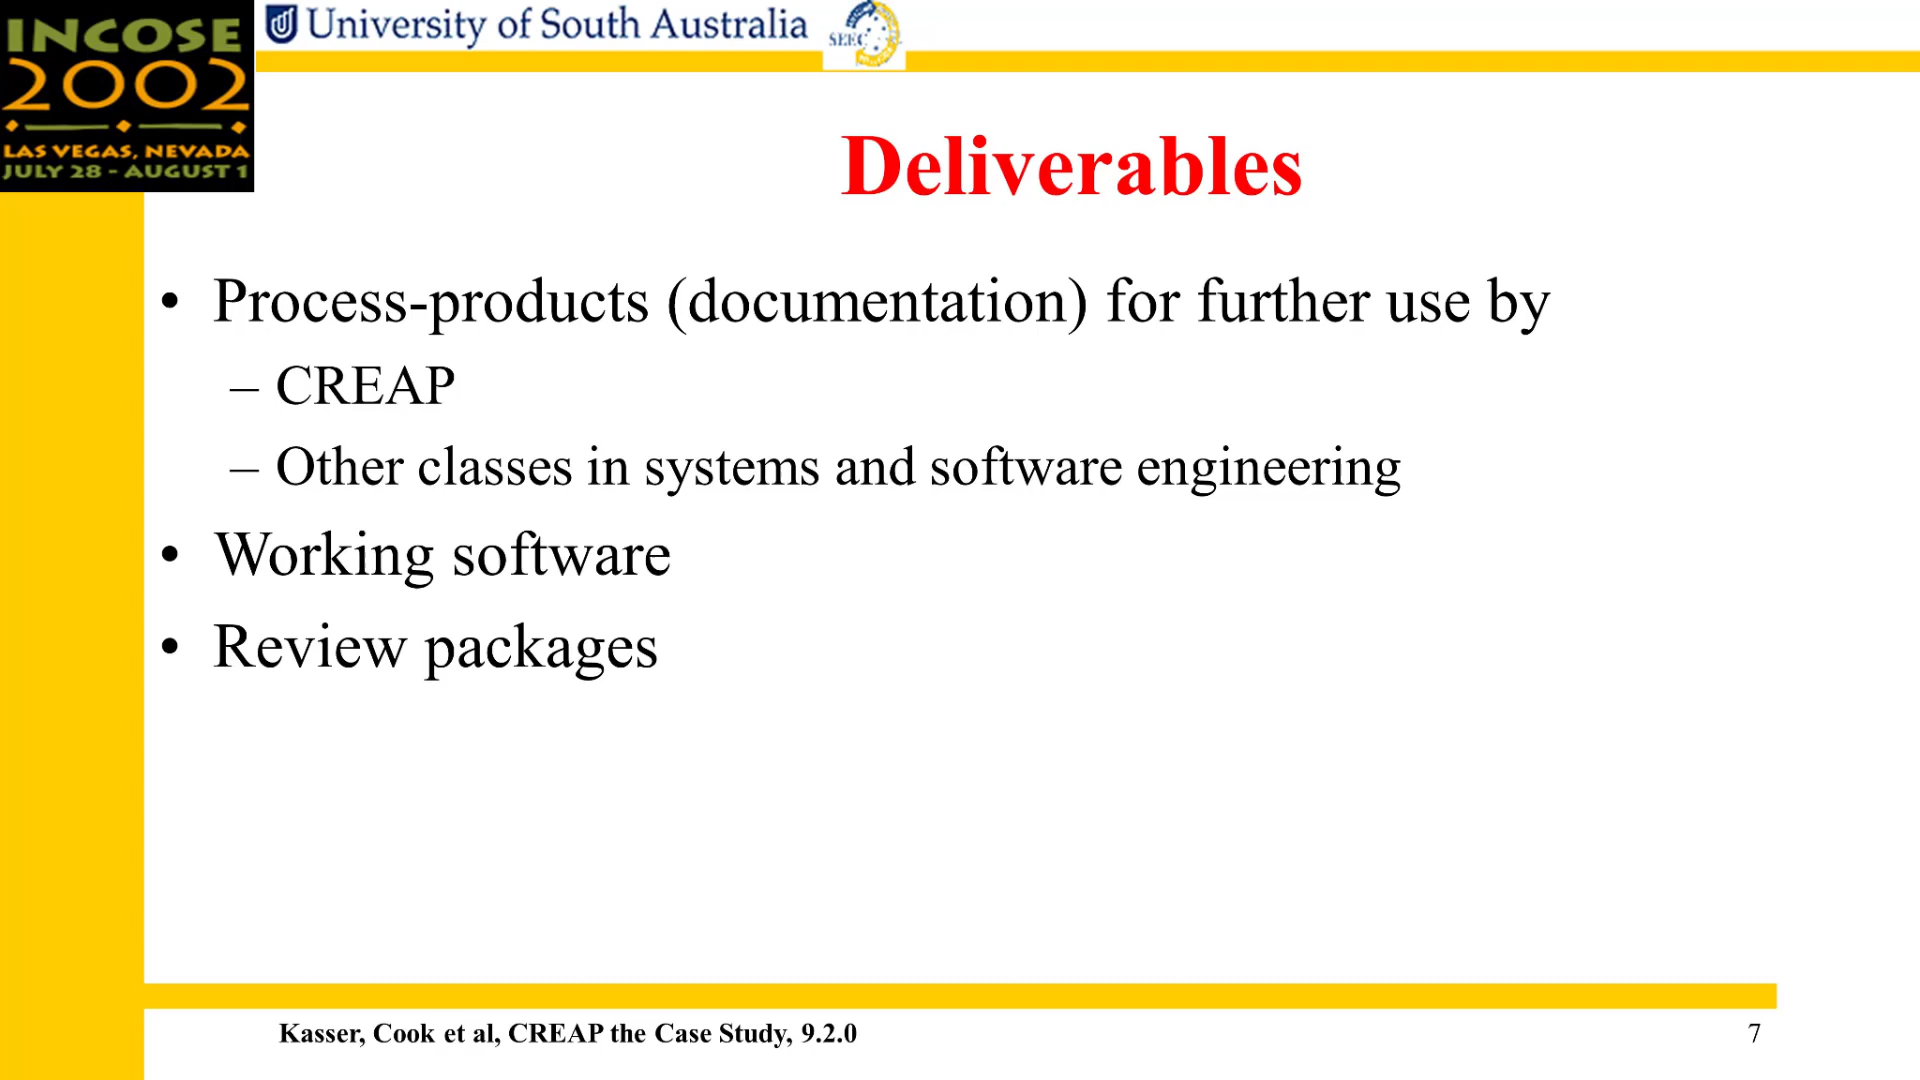 INCOSE
2002
LAS VEGAS, NEVADA
JULY 28 - AUGUST 1
University of South Australia
SEEC
Deliverables
• Process-products (documentation) for further use by
– CREAP
– Other classes in systems and software engineering
• Working software
• Review packages
Kasser, Cook et al, CREAP the Case Study, 9.2.0
7